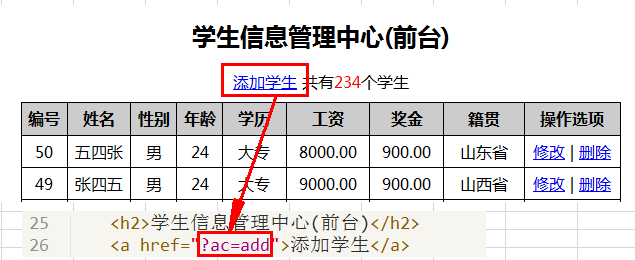 学生信息管理中心(前台)
添加学生 共有234个学生
编号 姓名 性别 年龄 学历 工资 奖金 籍贯 操作选项
50 五四张 男 24 大专 8000.00 900.00 山东省 修改 | 删除
49 张四五 男 24 大专 9000.00 900.00 山西省 修改 | 删除
25 <h2>学生信息管理中心(前台)</h2>
26 <a href="?ac=add">添加学生</a>